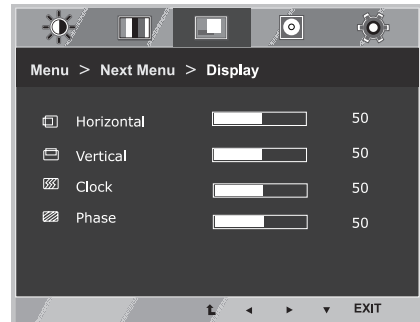 Menu > Next Menu > Display
Horizontal 50
Vertical 50
Clock 50
Phase 50
EXIT